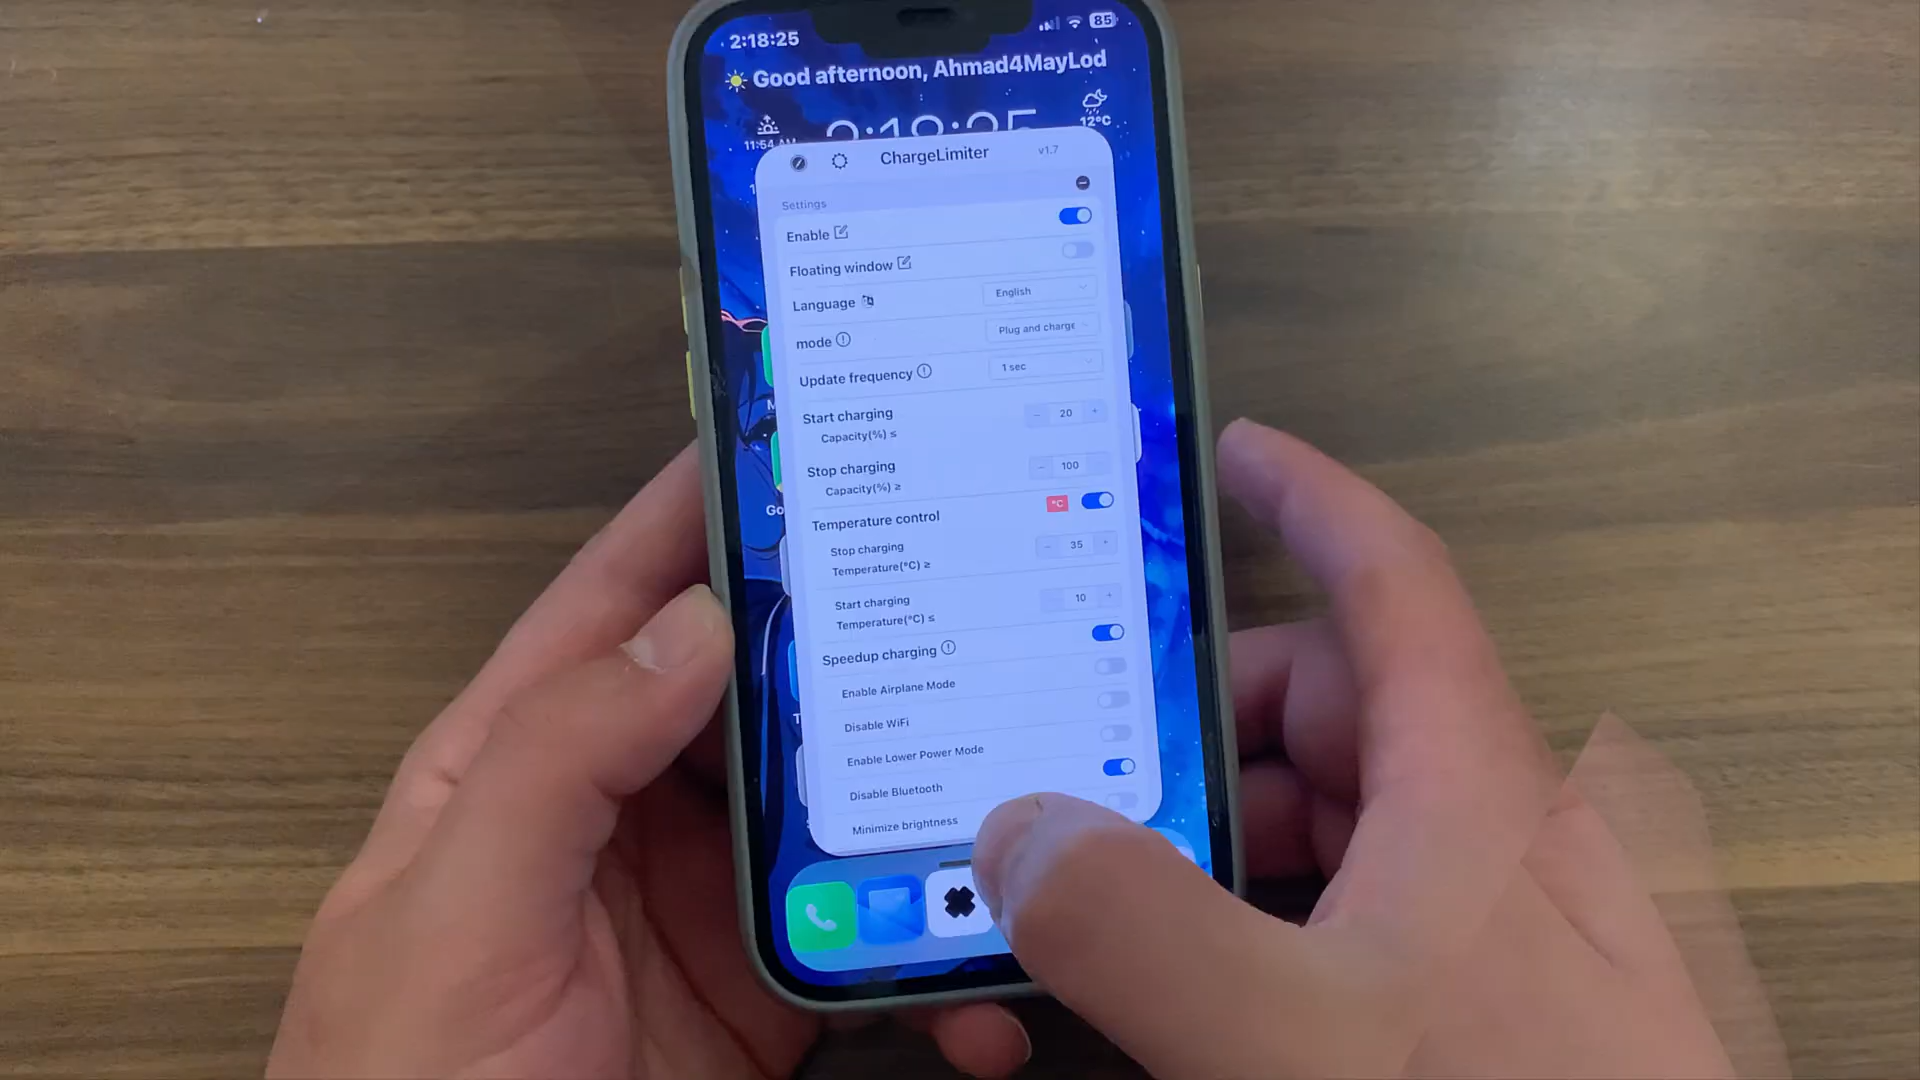 2:18:25
85
Good afternoon, Ahmad4MayLod
12°C
ChargeLimiter
v1.7
Settings
Enable
Floating window
Language
English
mode
Plug and charge
Update frequency
1 sec
Start charging
Capacity(%) ≤
- 20 +
Stop charging
Capacity(%) ≥
- 100
Temperature control
°C
Stop charging
Temperature(°C) ≥
- 35 +
Start charging
Temperature(°C) ≤
10 +
Speedup charging
Enable Airplane Mode
Disable WiFi
Enable Lower Power Mode
Disable Bluetooth
Minimize brightness